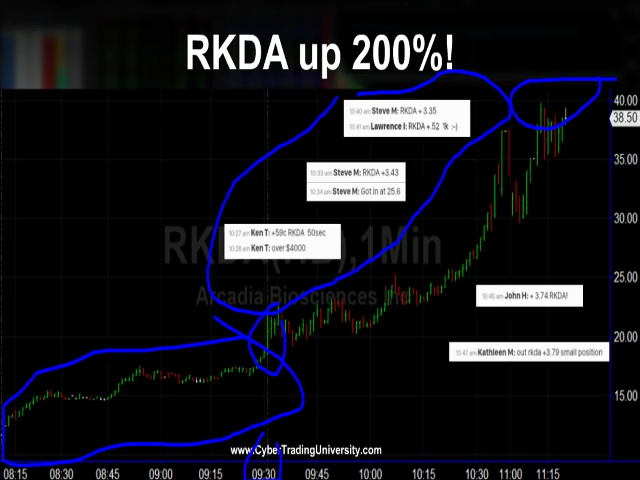 RKDA up 200%!
40.00
38.50
10:40 am Steve M: RKDA + 3.35
10:41 am Lawrence I: RKDA +.52 1k :-)
35.00
10:33 am Steve M: RKDA +3.43
10:34 am Steve M: Got in at 25.6
30.00
10:27 am Ken T: +59c RKDA 50sec
10:28 am Ken T: over $4000
1Min
Arcadia Biosciences
25.00
10:45 am John H: + 3.74 RKDA!
20.00
10:47 am Kathleen M: out rkda +3.79 small position
15.00
www.CyberTradingUniversity.com
08:15 08:30 08:45 09:00 09:15 09:30 09:45 10:00 10:15 10:30 11:00 11:15